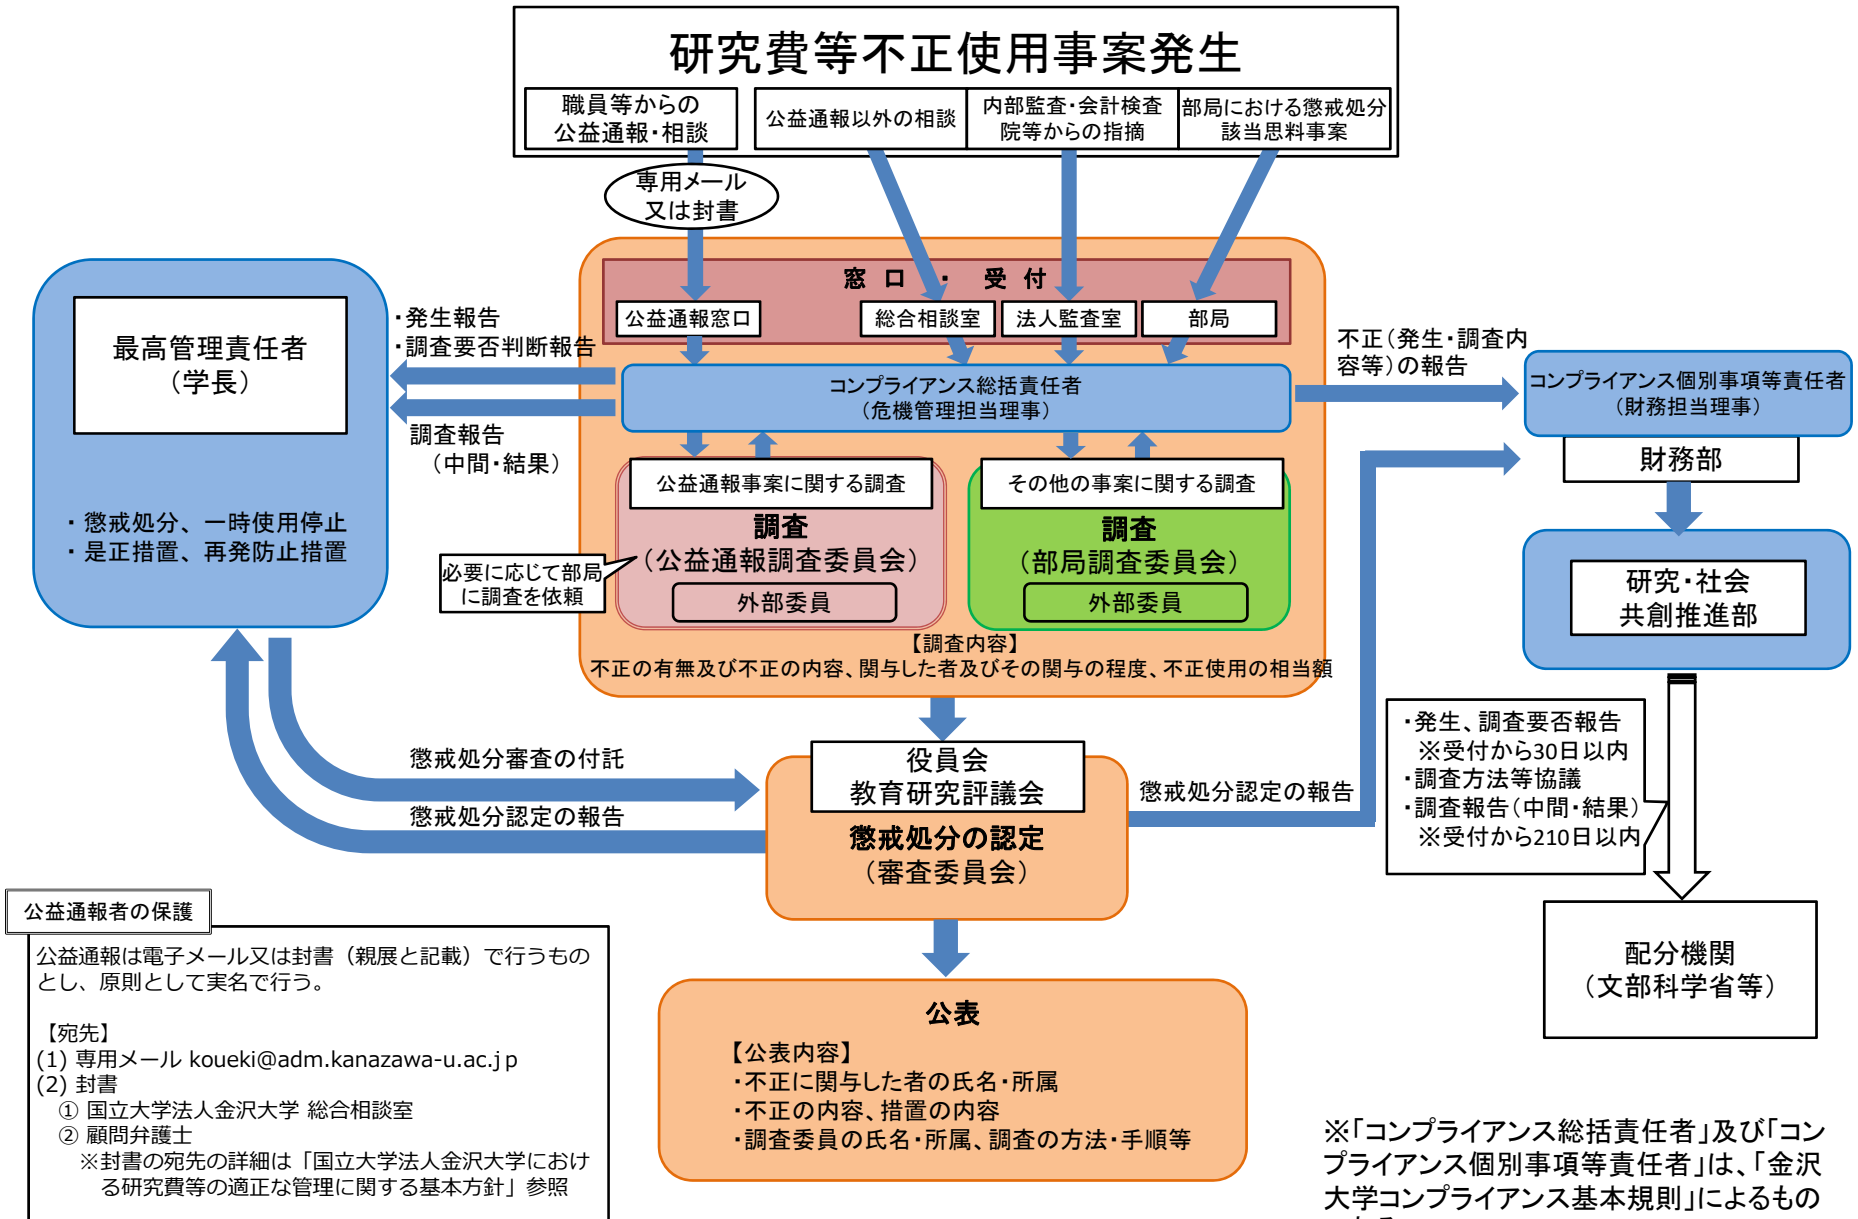 研究費等不正使用事案発生
職員等からの
公益通報・相談
公益通報以外の相談
内部監査・会計検査
院等からの指摘
部局における懲戒処分
該当思料事案
専用メール
又は封書
窓 口 ・ 受 付
公益通報窓口
総合相談室
法人監査室
部局
コンプライアンス総括責任者
（危機管理担当理事）
最高管理責任者
（学長）
・懲戒処分、一時使用停止
・是正措置、再発防止措置
・発生報告
・調査要否判断報告
調査報告
（中間・結果）
不正（発生・調査内
容等）の報告
コンプライアンス個別事項等責任者
（財務担当理事）
財務部
研究・社会
共創推進部
公益通報事案に関する調査
調査
（公益通報調査委員会）
外部委員
必要に応じて部局
に調査を依頼
その他の事案に関する調査
調査
（部局調査委員会）
外部委員
【調査内容】
不正の有無及び不正の内容、関与した者及びその関与の程度、不正使用の相当額
懲戒処分審査の付託
懲戒処分認定の報告
役員会
教育研究評議会
懲戒処分の認定
（審査委員会）
懲戒処分認定の報告
・発生、調査要否報告
※受付から30日以内
・調査方法等協議
・調査報告（中間・結果）
※受付から210日以内
配分機関
（文部科学省等）
公表
【公表内容】
・不正に関与した者の氏名・所属
・不正の内容、措置の内容
・調査委員の氏名・所属、調査の方法・手順等
公益通報者の保護
公益通報は電子メール又は封書（親展と記載）で行うもの
とし、原則として実名で行う。
【宛先】
(1) 専用メール koueki@adm.kanazawa-u.ac.jp
(2) 封書
① 国立大学法人金沢大学 総合相談室
② 顧問弁護士
※封書の宛先の詳細は「国立大学法人金沢大学におけ
る研究費等の適正な管理に関する基本方針」参照
※「コンプライアンス総括責任者」及び「コン
プライアンス個別事項等責任者」は、「金沢
大学コンプライアンス基本規則」によるもの